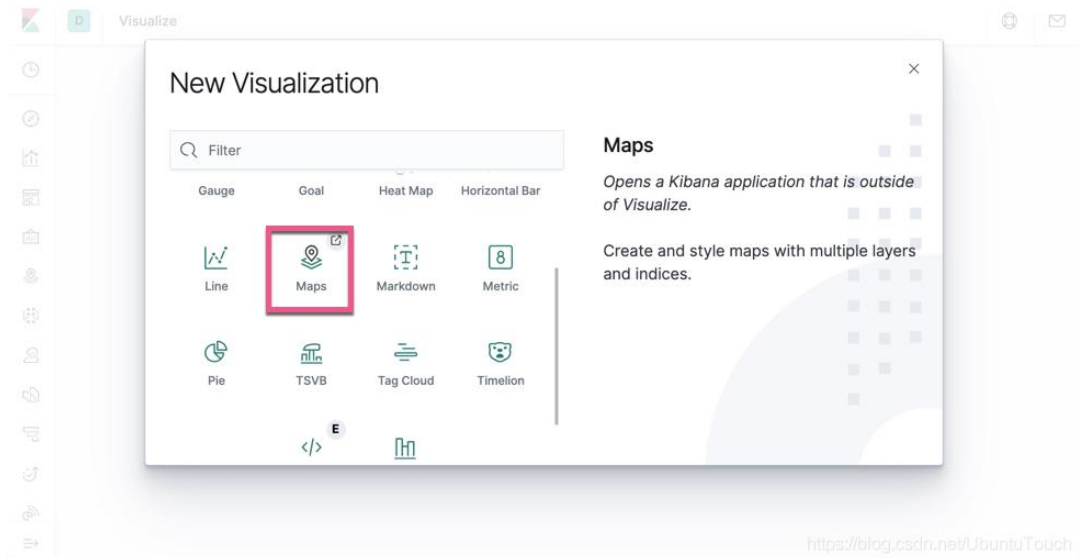 D
Visualize
New Visualization
Filter
Gauge
Goal
Heat Map
Horizontal Bar
Line
Maps
Markdown
8
Metric
Pie
TSVB
Tag Cloud
Timelion
E
Maps
Opens a Kibana application that is outside
of Visualize.
Create and style maps with multiple layers
and indices.
https://blog.csdn.net/UbuntuTouch